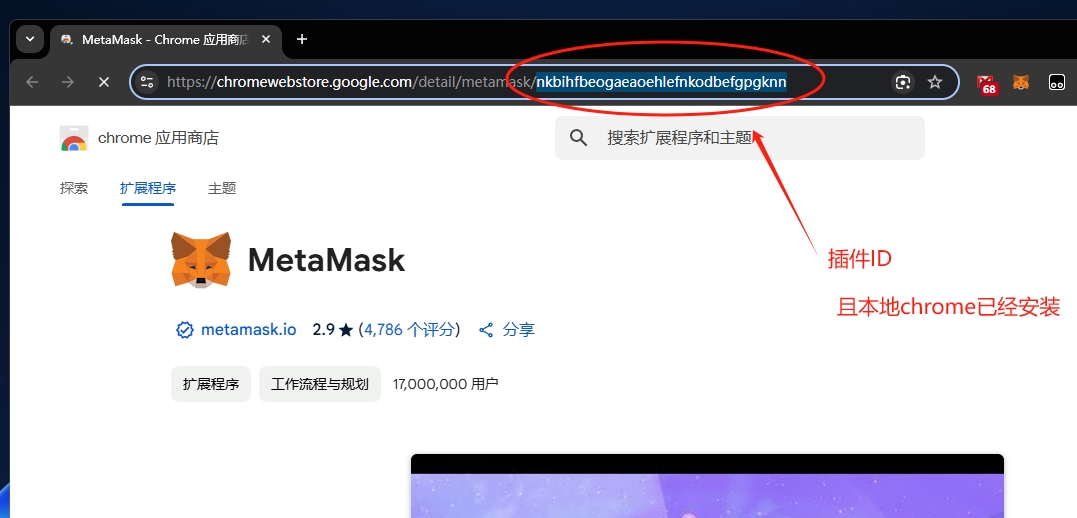 MetaMask - Chrome 应用商店
https://chromewebstore.google.com/detail/metamask/nkbihfbeogaeaoehlefnkodbefgpgknn
68
chrome 应用商店
搜索扩展程序和主题
探索 扩展程序 主题
MetaMask
插件ID
且本地chrome已经安装
metamask.io 2.9 ★ (4,786 个评分) 分享
扩展程序 工作流程与规划 17,000,000 用户